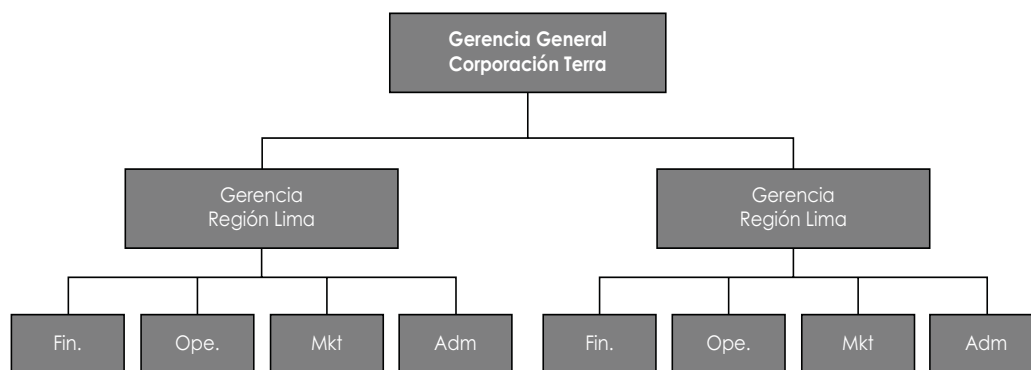 Gerencia General
Corporación Terra
Gerencia
Región Lima
Gerencia
Región Lima
Fin.
Ope.
Mkt
Adm
Fin.
Ope.
Mkt
Adm